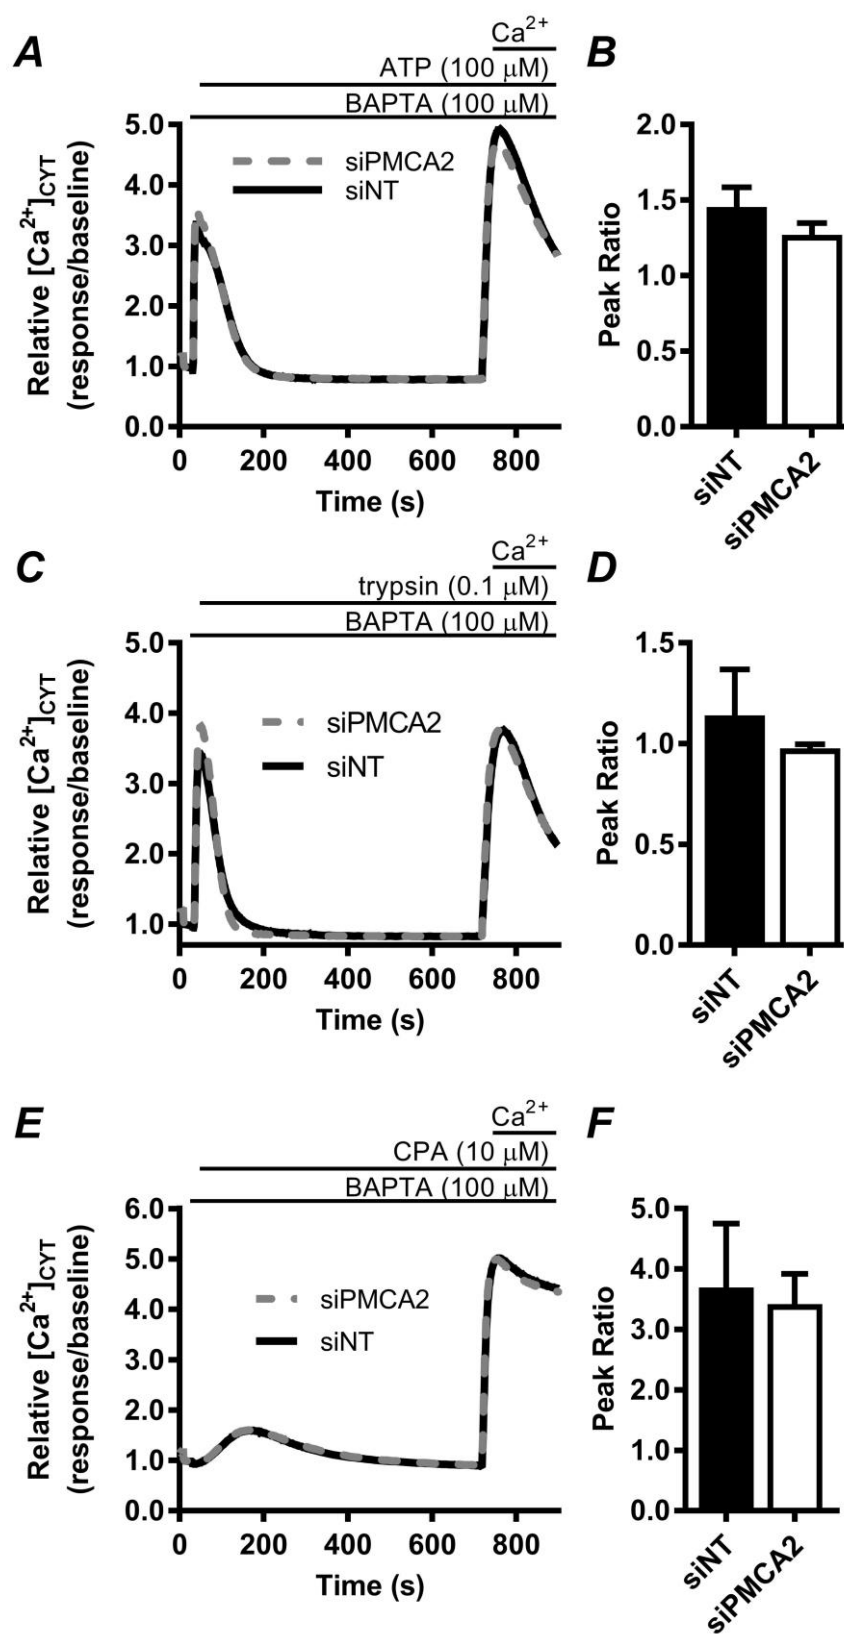 A
Ca2+
ATP (100 µM)
BAPTA (100 µM)
Relative [Ca2+]CYT
(response/baseline)
5.0
4.0
3.0
2.0
1.0
0.0
siPMCA2
siNT
0 200 400 600 800
Time (s)
B
Peak Ratio
2.0
1.5
1.0
0.5
0.0
siNT
siPMCA2
C
Ca2+
trypsin (0.1 µM)
BAPTA (100 µM)
Relative [Ca2+]CYT
(response/baseline)
5.0
4.0
3.0
2.0
1.0
siPMCA2
siNT
0 200 400 600 800
Time (s)
D
Peak Ratio
1.5
1.0
0.5
0.0
siNT
siPMCA2
E
Ca2+
CPA (10 µM)
BAPTA (100 µM)
Relative [Ca2+]CYT
(response/baseline)
6.0
5.0
4.0
3.0
2.0
1.0
0.0
siPMCA2
siNT
0 200 400 600 800
Time (s)
F
Peak Ratio
5.0
4.0
3.0
2.0
1.0
0.0
siNT
siPMCA2